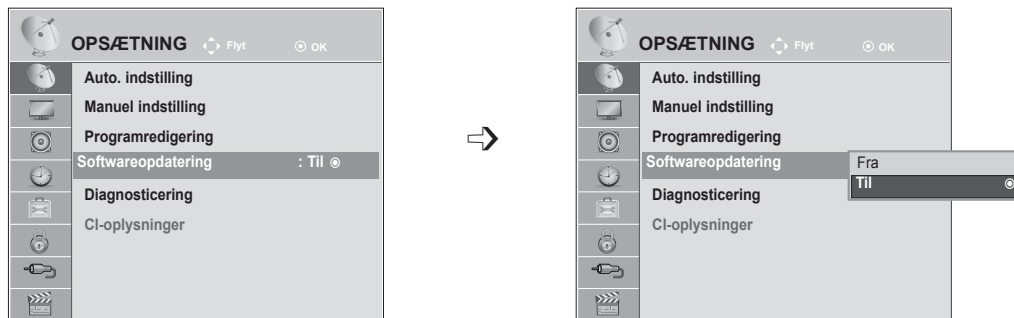 OPSÆTNING Flyt OK
Auto. indstilling
Manuel indstilling
Programredigering
Softwareopdatering : Til
Diagnosticering
CI-oplysninger
OPSÆTNING Flyt OK
Auto. indstilling
Manuel indstilling
Programredigering
Softwareopdatering
Fra
Til
Diagnosticering
CI-oplysninger